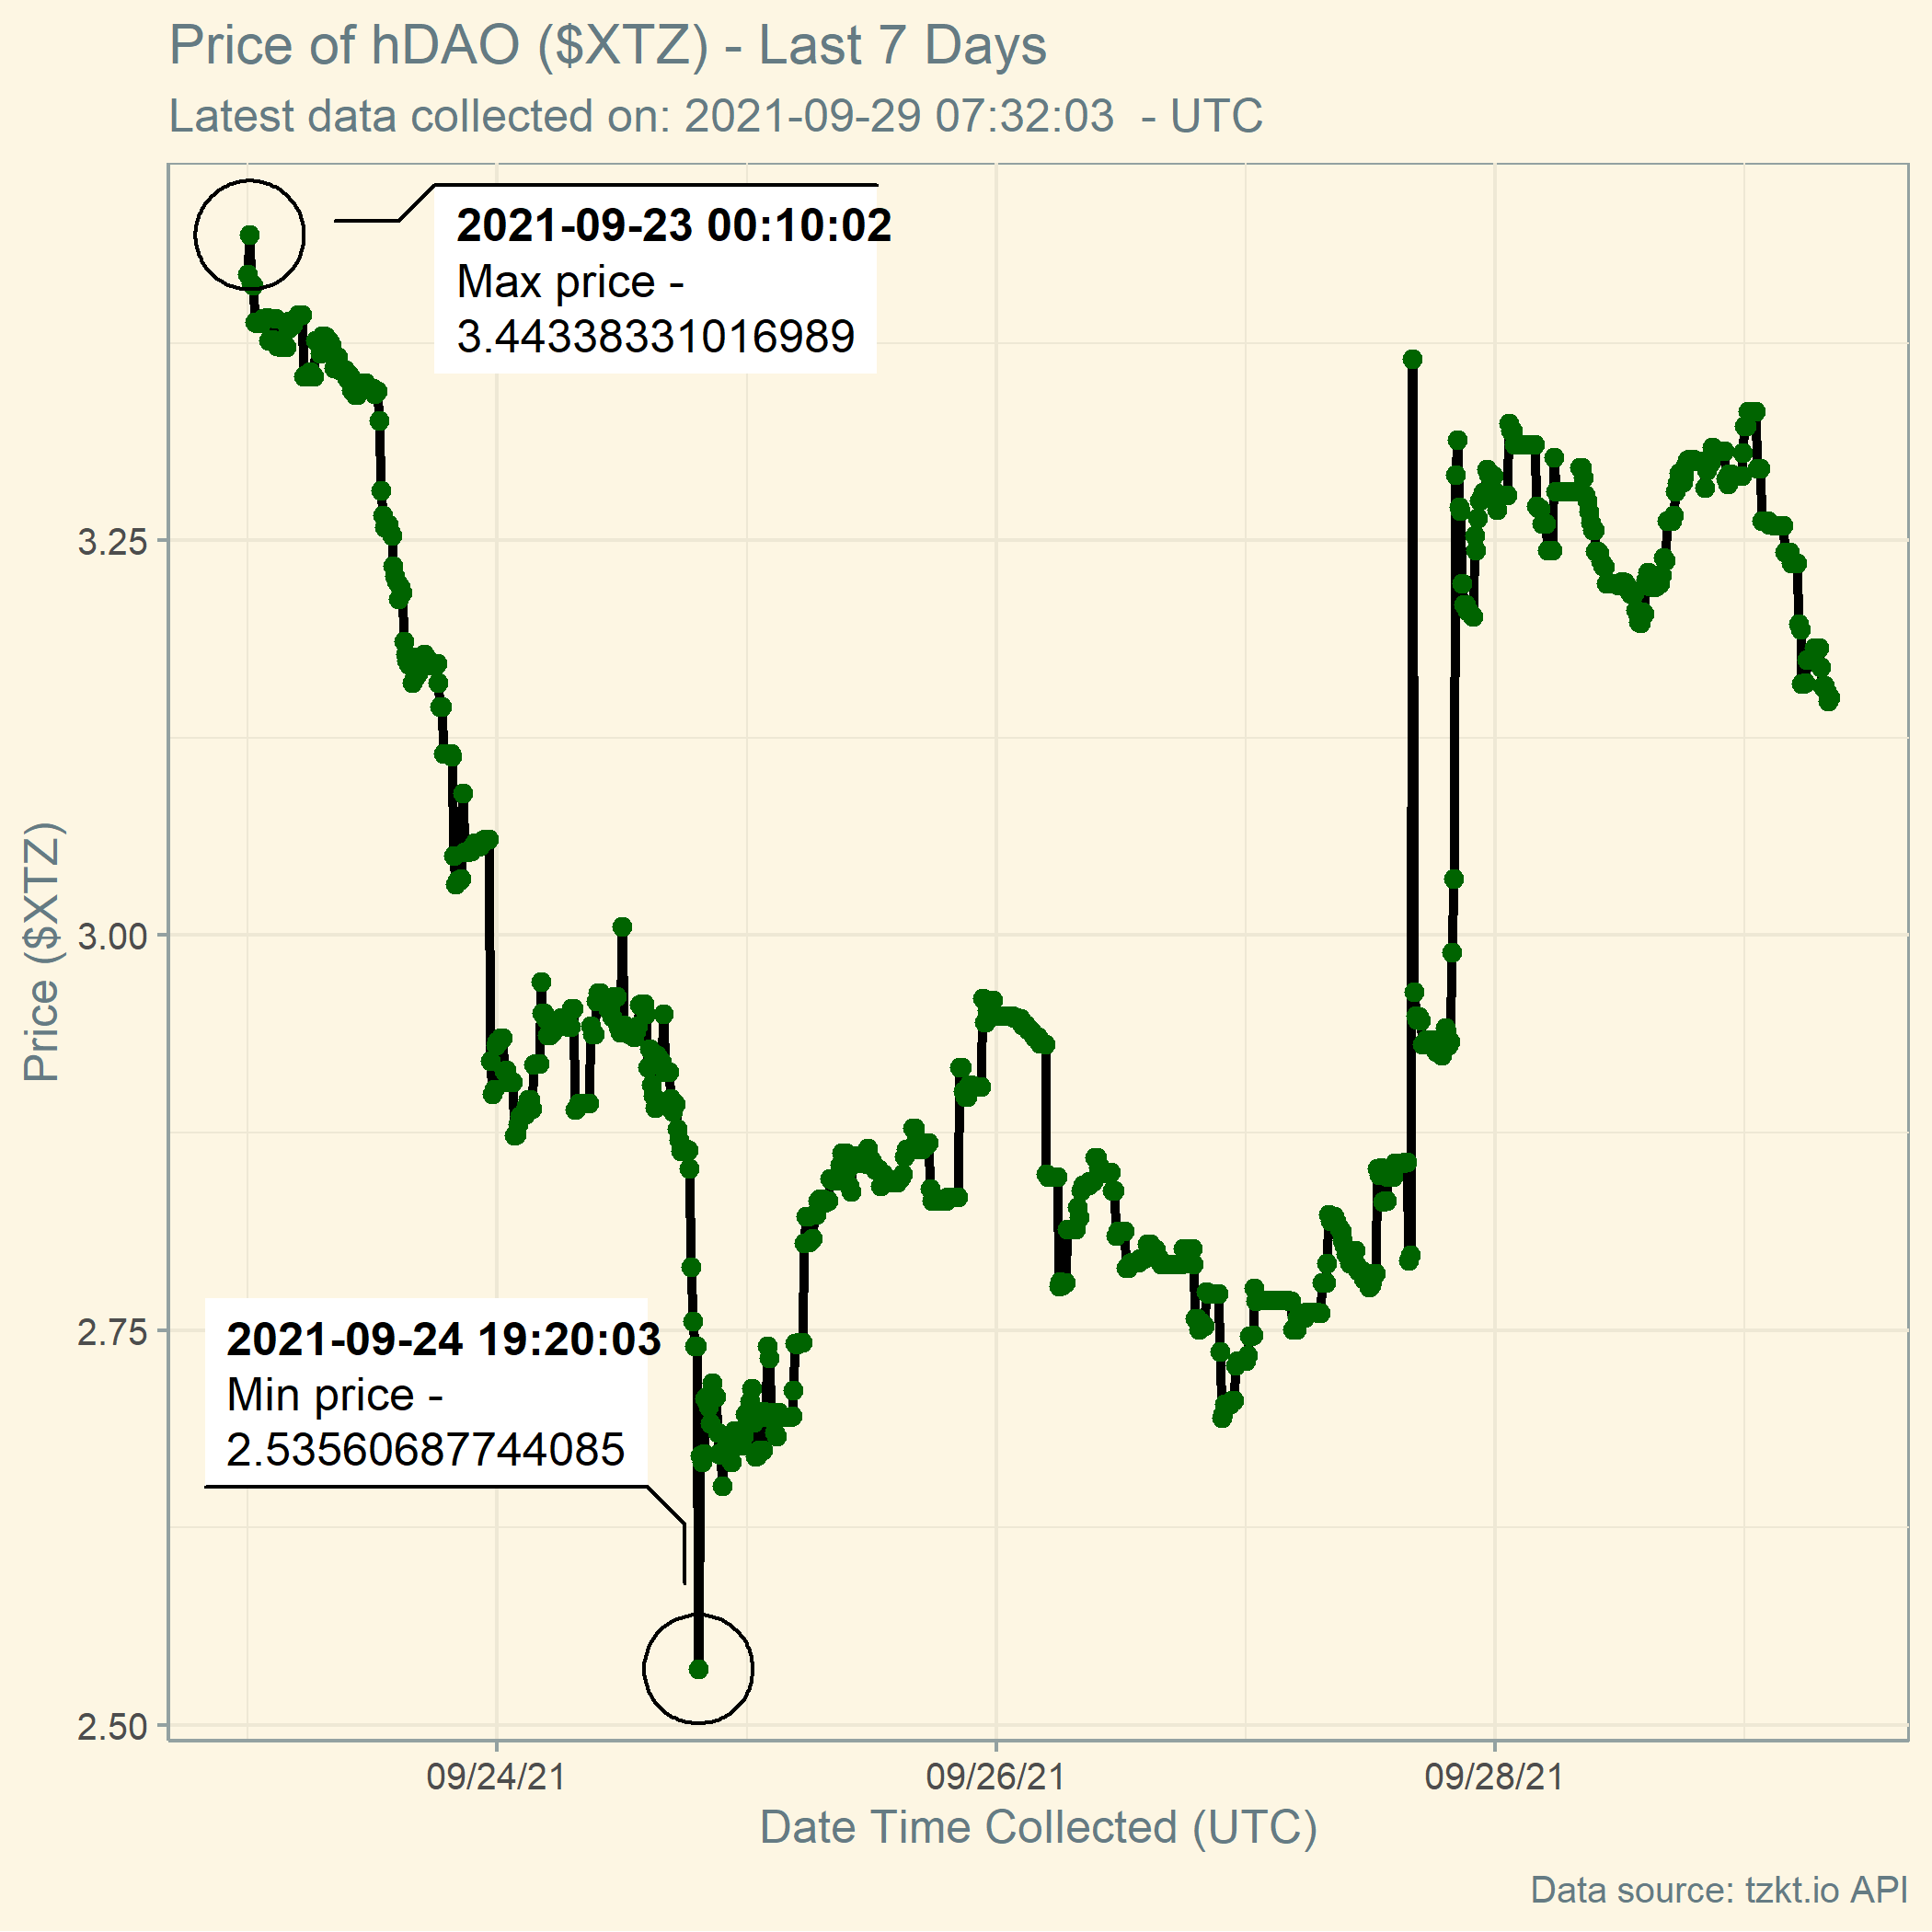 Price of hDAO ($XTZ) - Last 7 Days
Latest data collected on: 2021-09-29 07:32:03  - UTC
2021-09-23 00:10:02
Max price -
3.44338331016989
3.25
3.00
2.75
2.50
Price ($XTZ)
2021-09-24 19:20:03
Min price -
2.53560687744085
09/24/21
09/26/21
09/28/21
Date Time Collected (UTC)
Data source: tzkt.io API